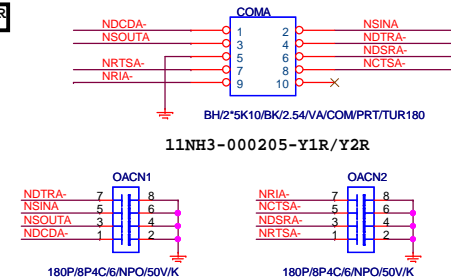 R
COMA
NDCDA- 1 2 NSINA
NSOUTA 3 4 NDTRA-
5 6 NDSRA-
NRTSA- 7 8 NCTSA-
NRIA- 9 10
BH/2*5K10/BK/2.54/VA/COM/PRT/TUR180
11NH3-000205-Y1R/Y2R
OACN1
NDTRA- 7 8
NSINA 5 6
NSOUTA 3 4
NDCDA- 1 2
180P/8P4C/6/NPO/50V/K
OACN2
NRIA- 7 8
NCTSA- 5 6
NDSRA- 3 4
NRTSA- 1 2
180P/8P4C/6/NPO/50V/K